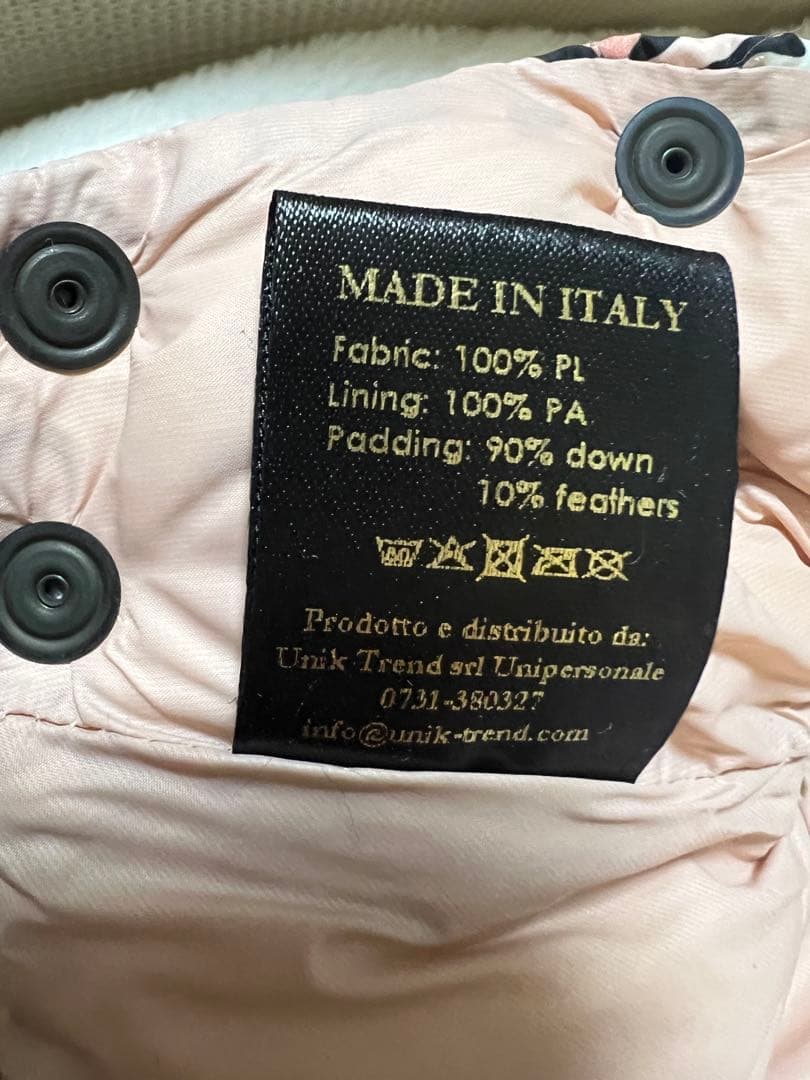 MADE IN ITALY
Fabric: 100% PL
Lining: 100% PA
Padding: 90% down
10% feathers
40
Prodotto e distribuito da:
Unik Trend srl Unipersonale
0731-380327
info@unik-trend.com